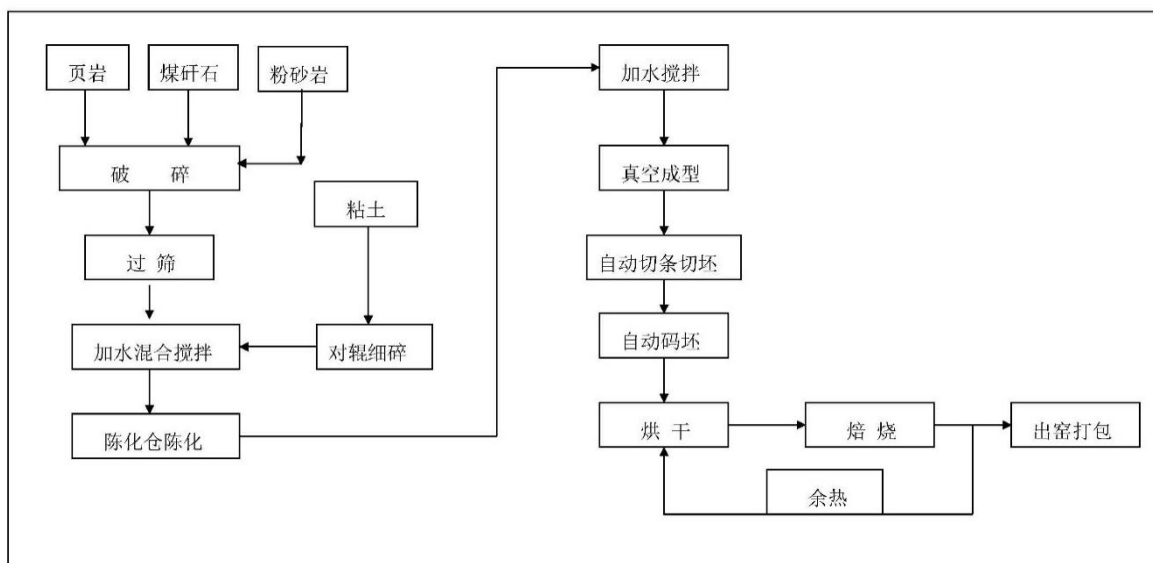 页岩
煤矸石
粉砂岩
破 碎
粘土
过 筛
加水混合搅拌
对辊细碎
陈化仓陈化
加水搅拌
真空成型
自动切条切坯
自动码坯
烘 干
焙 烧
出窑打包
余热